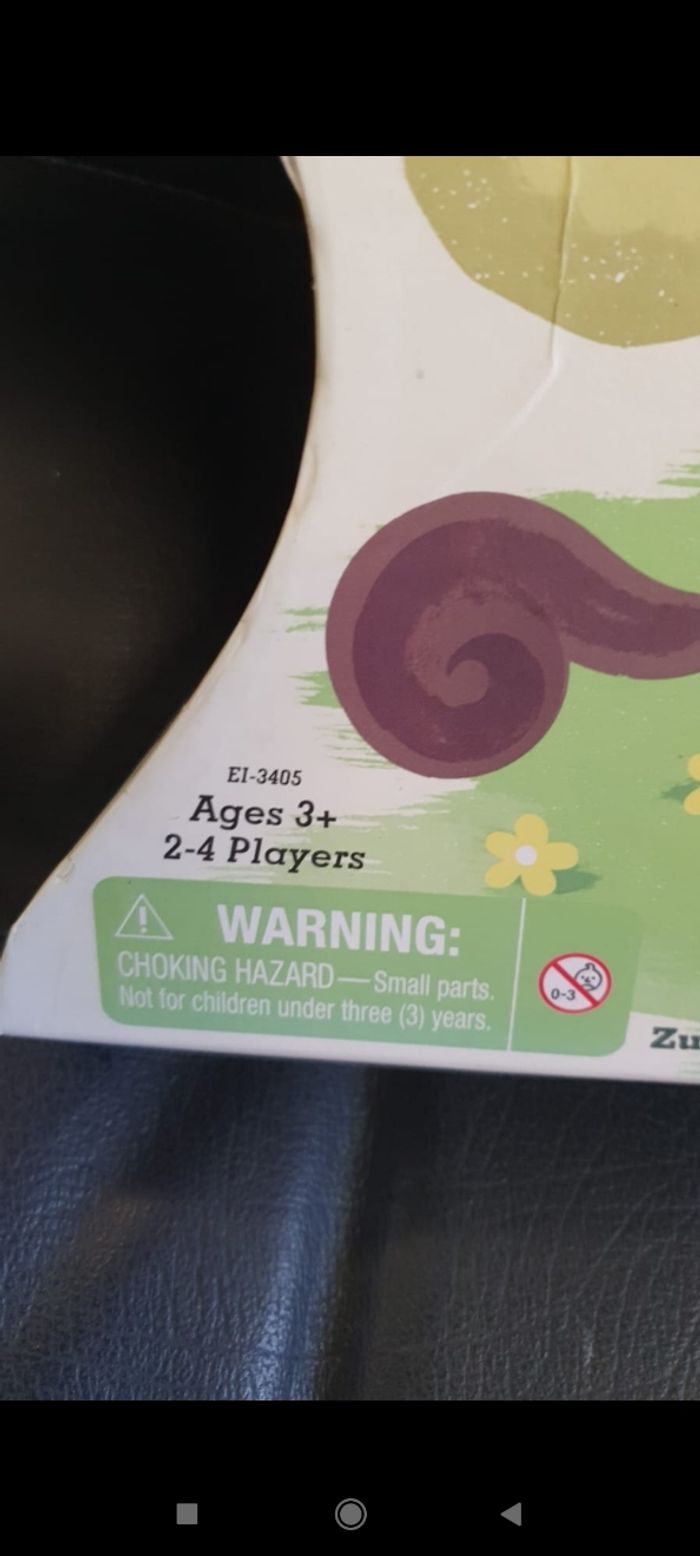 EI-3405
Ages 3+
2-4 Players
WARNING:
CHOKING HAZARD—Small parts.
Not for children under three (3) years.
0-3
Zu